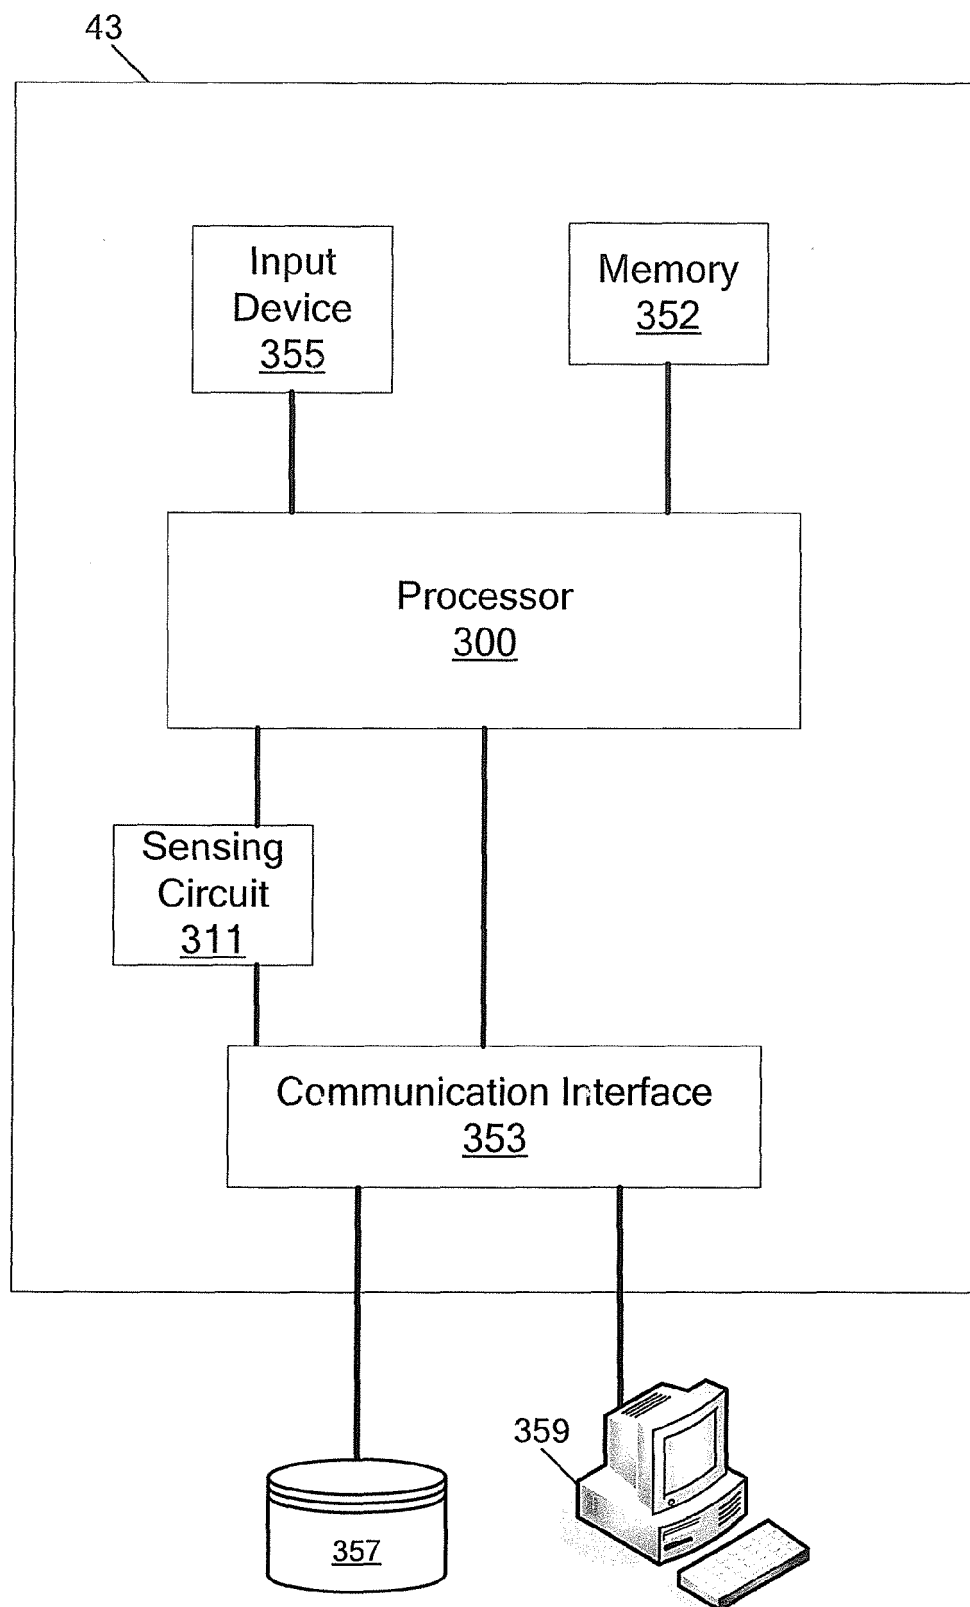 43
Input
Device
355
Memory
352
Processor
300
Sensing
Circuit
311
Communication Interface
353
359
357